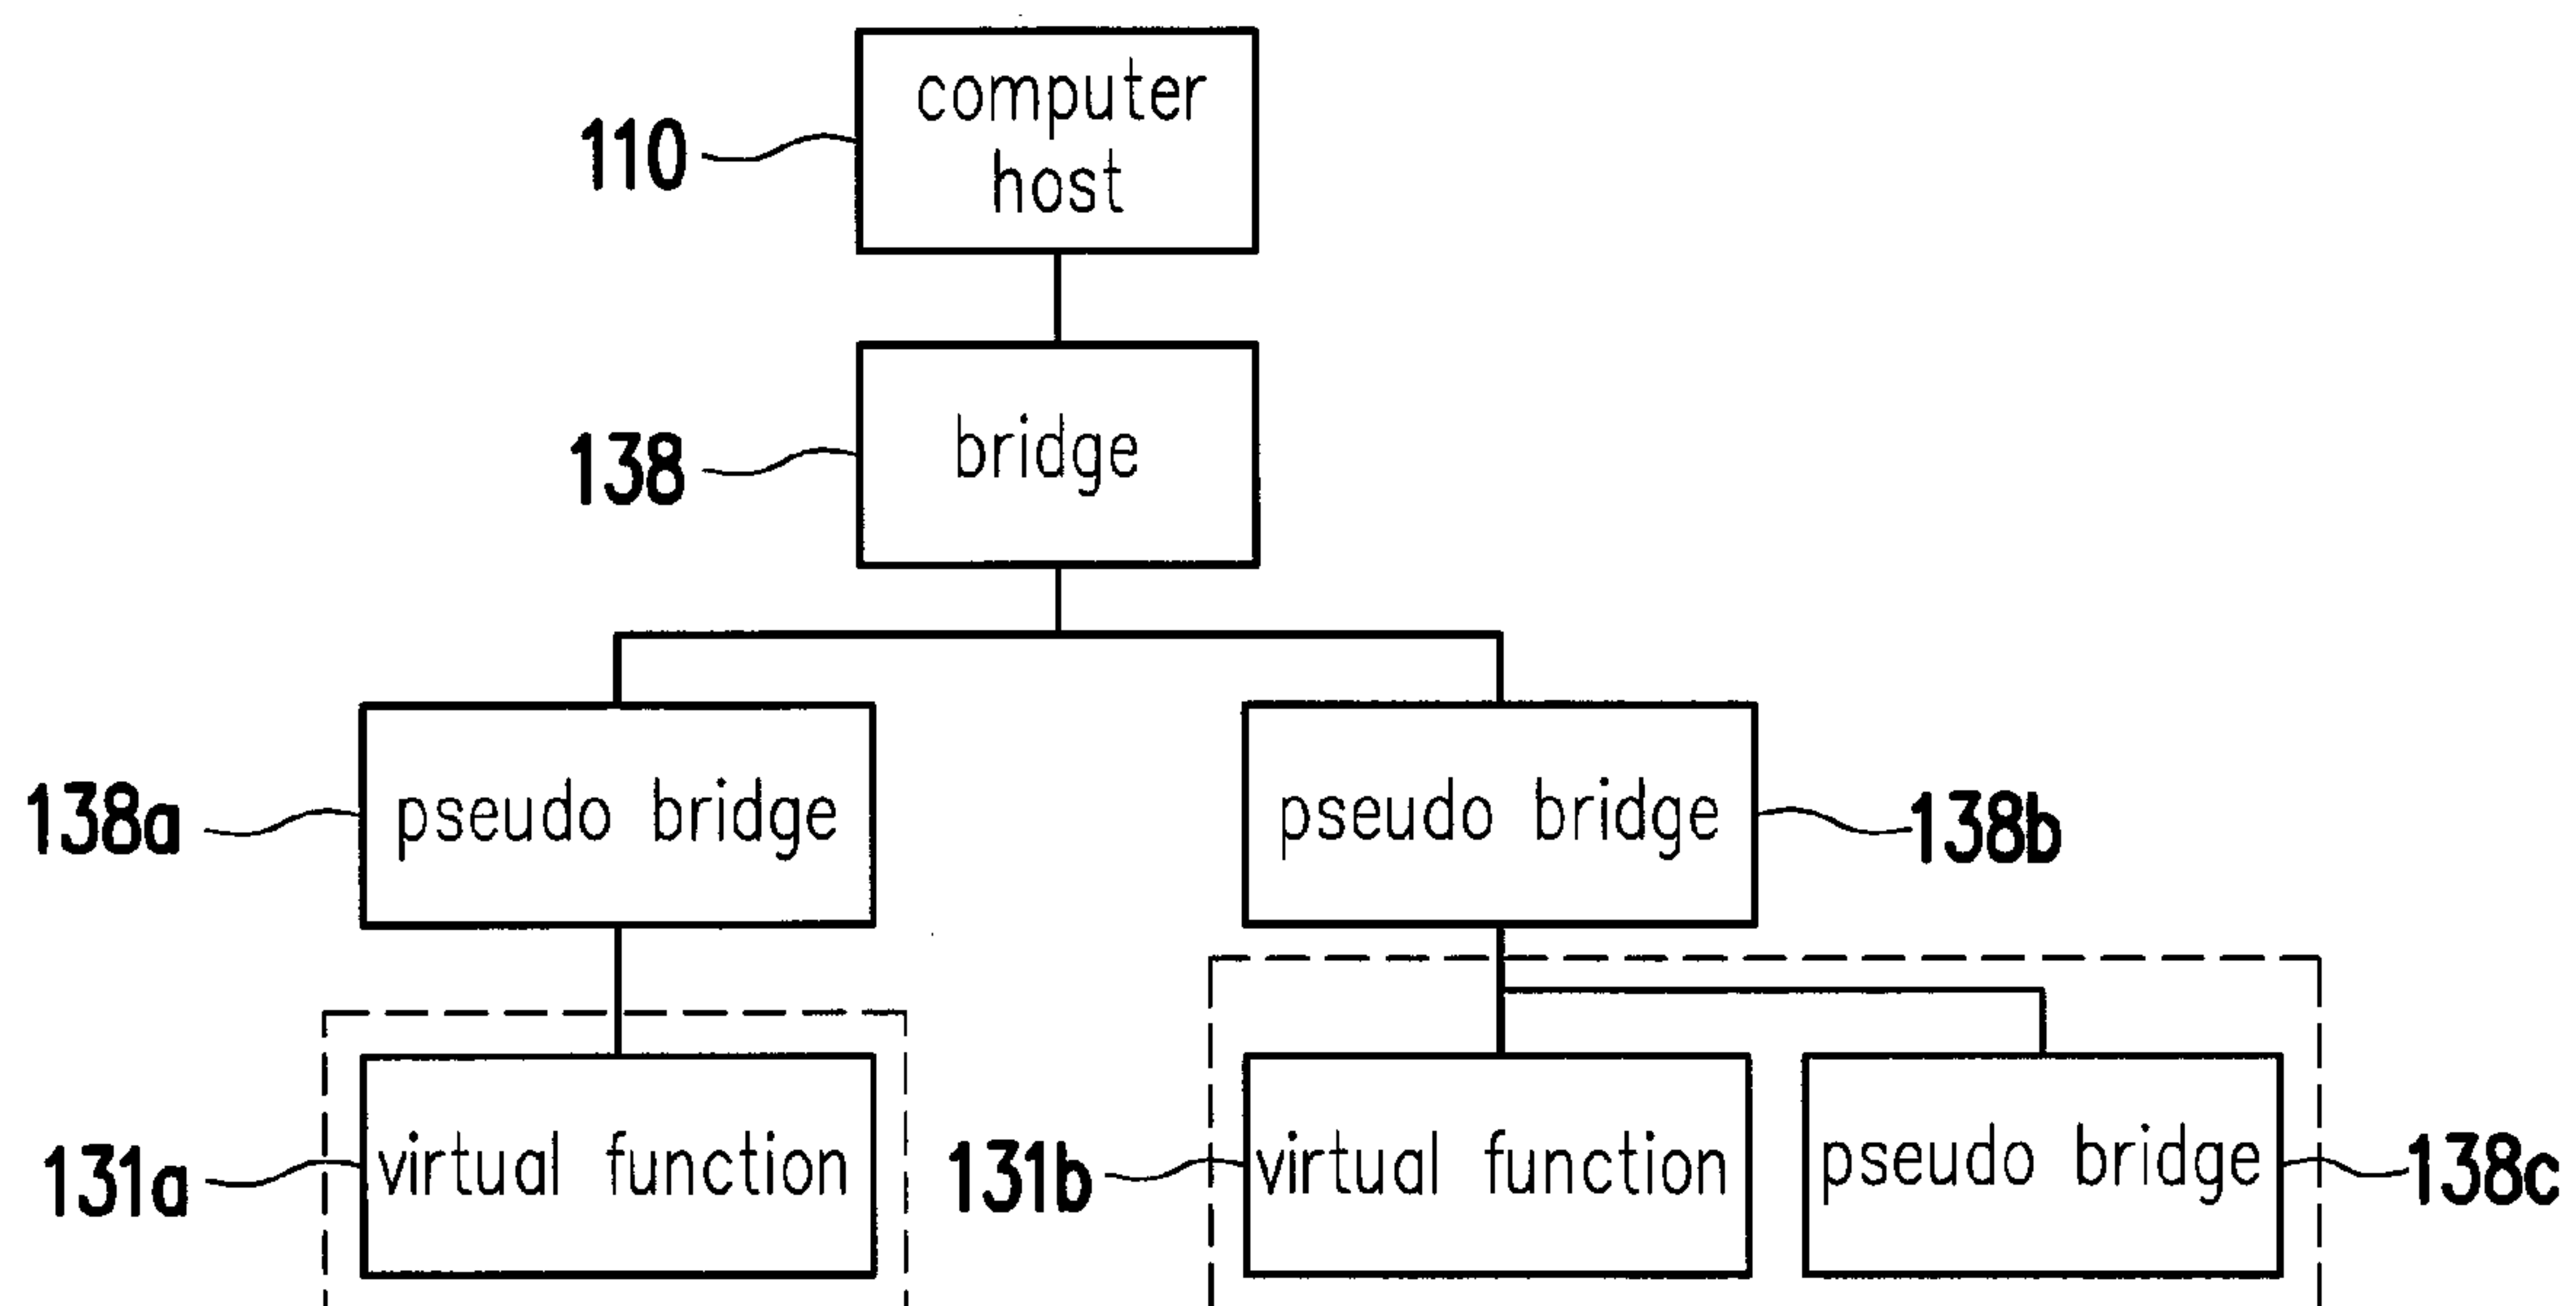 computer
110
host
138
bridge
138a
pseudo bridge
pseudo bridge
138b
131a
virtual function
131b
virtual function
pseudo bridge
138c